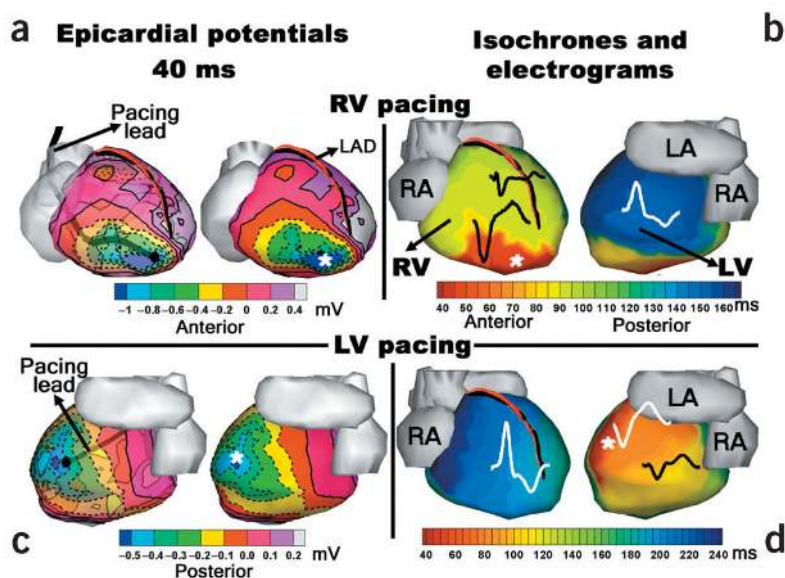 a
Epicardial potentials
40 ms
Isochrones and
electrograms
b
RV pacing
Pacing
lead
LAD
RA
RV
LA
RA
LV
−1 −0.8 −0.6 −0.4 −0.2 0 0.2 0.4 mV
Anterior
40 50 60 70 80 90 100 110 120 130 140 150 160 ms
Anterior
Posterior
LV pacing
Pacing
lead
RA
LA
RA
c
−0.5 −0.4 −0.3 −0.2 −0.1 0.0 0.1 0.2 mV
Posterior
40 60 80 100 120 140 160 180 200 220 240 ms
d